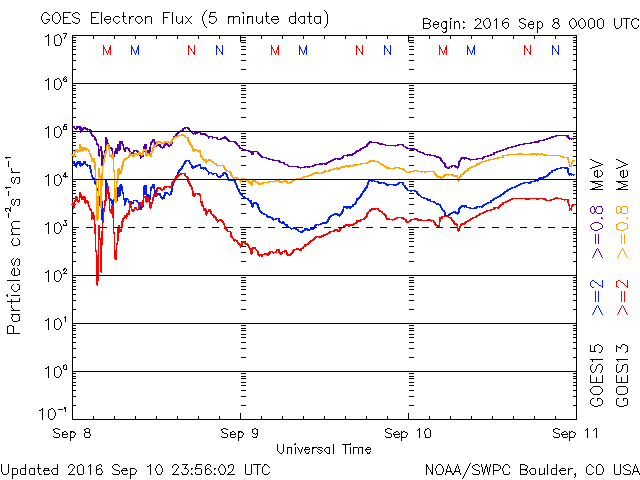 GOES Electron Flux (5 minute data)
Begin: 2016 Sep 8 0000 UTC
M M N N M M N N M M N N
10⁷
10⁶
10⁵
10⁴
10³
10²
10¹
10⁰
10⁻¹
Particles cm⁻²s⁻¹sr⁻¹
Sep 8 Sep 9 Sep 10 Sep 11
Universal Time
GOES15 >=2 >=0.8 MeV
GOES13 >=2 >=0.8 MeV
Updated 2016 Sep 10 23:56:02 UTC
NOAA/SWPC Boulder, CO USA